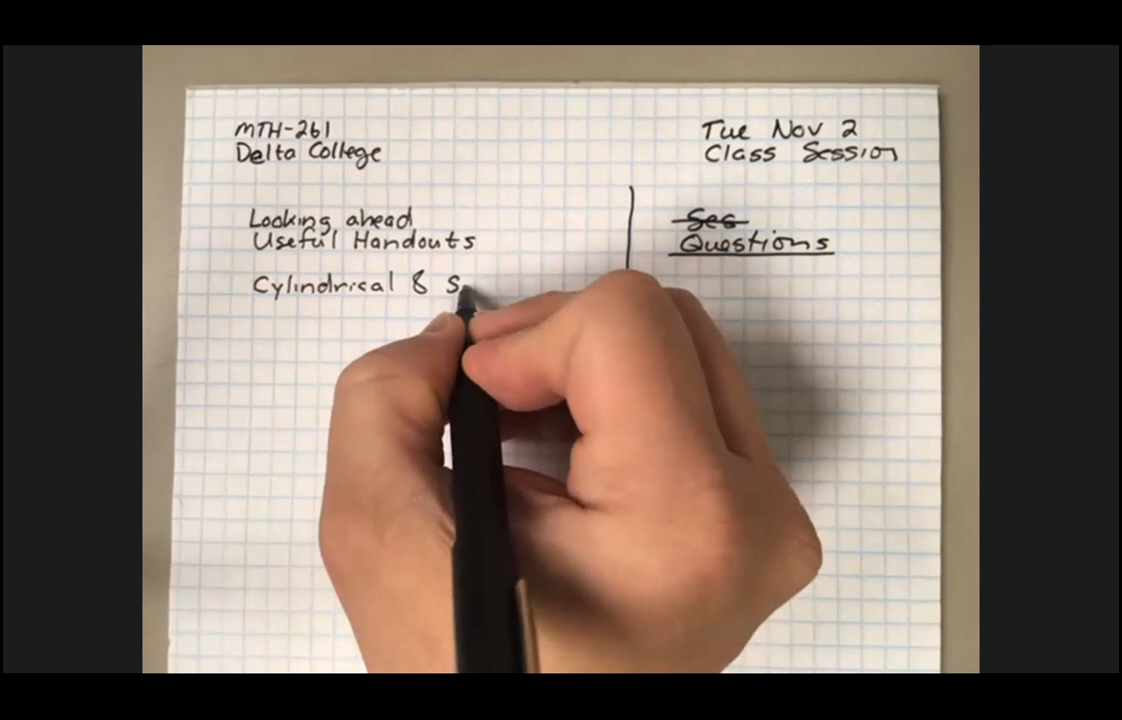 MTH-261
Delta College
Tue Nov 2
Class Session
Looking ahead
Useful Handouts
Cylindrical & S
Ses
Questions